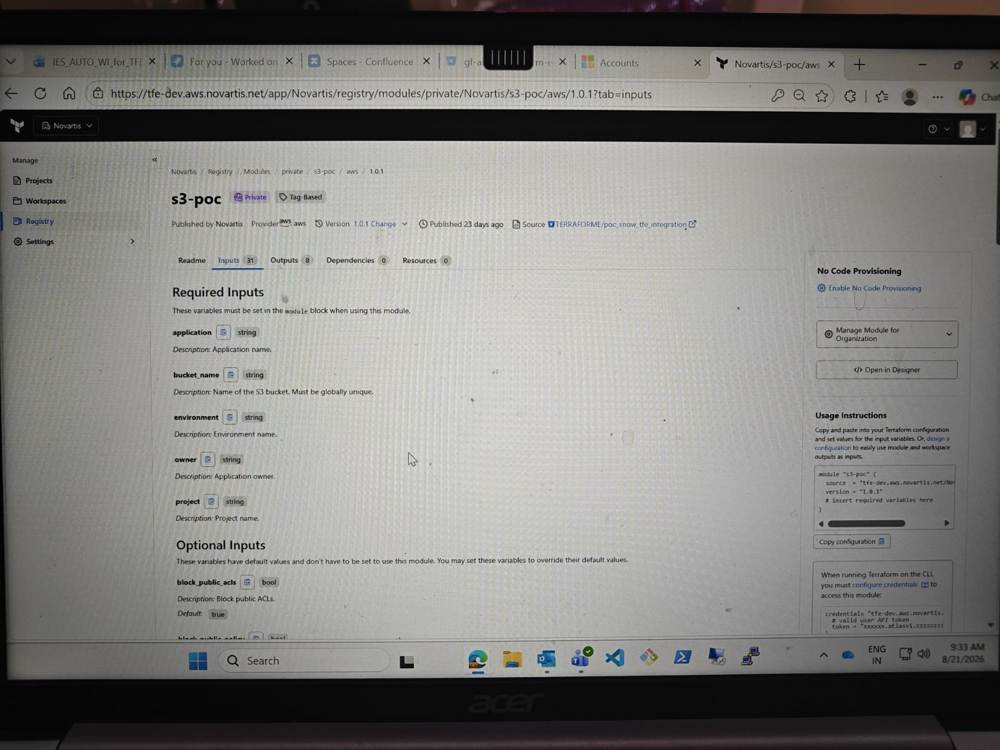 IES_AUTO_WI_for_TFE
For you - Worked on
Spaces - Confluence
gf-a
m-e
Accounts
Novartis/s3-poc/aws
https://tfe-dev.aws.novartis.net/app/Novartis/registry/modules/private/Novartis/s3-poc/aws/1.0.1?tab=inputs
Chat
Novartis
Manage
Projects
Workspaces
Registry
Settings
Novartis / Registry / Modules / private / s3-poc / aws / 1.0.1
s3-poc Private Tag-Based
Published by Novartis Provider aws aws Version 1.0.1 Change Published 23 days ago Source TERRAFORME/poc_snow_tfe_integration
Readme Inputs 31 Outputs 8 Dependencies 0 Resources 0
Required Inputs
These variables must be set in the module block when using this module.
application string
Description: Application name.
bucket_name string
Description: Name of the S3 bucket. Must be globally unique.
environment string
Description: Environment name.
owner string
Description: Application owner.
project string
Description: Project name.
Optional Inputs
These variables have default values and don't have to be set to use this module. You may set these variables to override their default values.
block_public_acls bool
Description: Block public ACLs.
Default: true
block_public_policy bool
No Code Provisioning
Enable No Code Provisioning
Manage Module for
Organization
</> Open in Designer
Usage Instructions
Copy and paste into your Terraform configuration
and set values for the input variables. Or, design a
configuration to easily use module and workspace
outputs as inputs.
module "s3-poc" {
source = "tfe-dev.aws.novartis.net/Nov
version = "1.0.1"
# insert required variables here
}
Copy configuration
When running Terraform on the CLI,
you must configure credentials to
access this module:
credentials "tfe-dev.aws.novartis.
# valid user API token
token = "xxxxxx.atlasv1.zzzzzzzz
Search
ENG
IN
9:33 AM
8/21/2026
acer